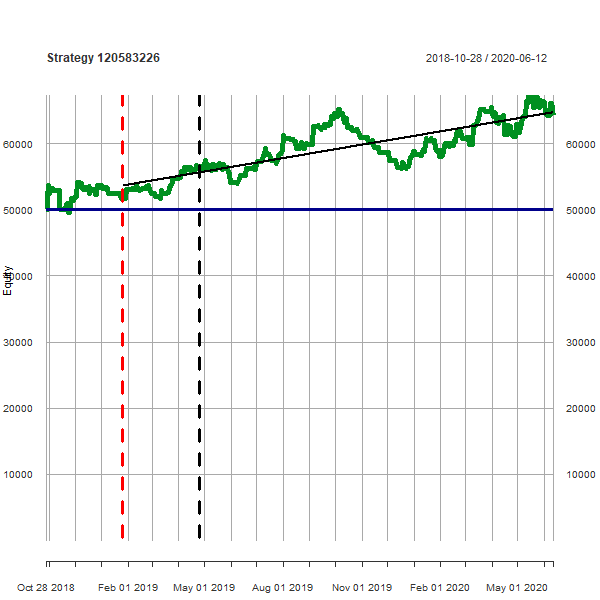 Strategy 120583226
2018-10-28 / 2020-06-12
60000
60000
50000
50000
Equity
40000
40000
30000
30000
20000
20000
10000
10000
Oct 28 2018
Feb 01 2019
May 01 2019
Aug 01 2019
Nov 01 2019
Feb 01 2020
May 01 2020